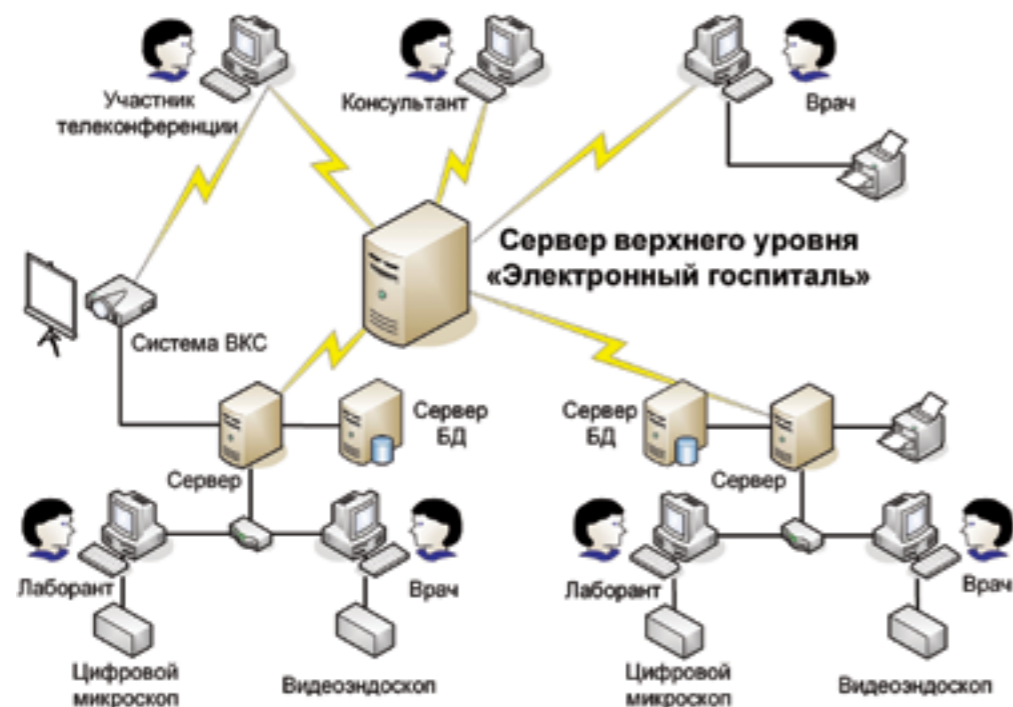 Участник
телеконференции
Консультант
Врач
Сервер верхнего уровня
«Электронный госпиталь»
Система ВКС
Сервер
БД
Сервер
Сервер
БД
Сервер
Лаборант
Врач
Лаборант
Врач
Цифровой
микроскоп
Видеоэндоскоп
Цифровой
микроскоп
Видеоэндоскоп